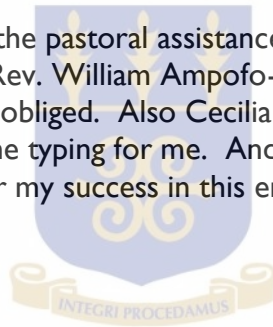 the pastoral assistance
Rev. William Ampofo-
obliged. Also Cecilia
ne typing for me. And
r my success in this en
INTEGRI PROCEDAMUS